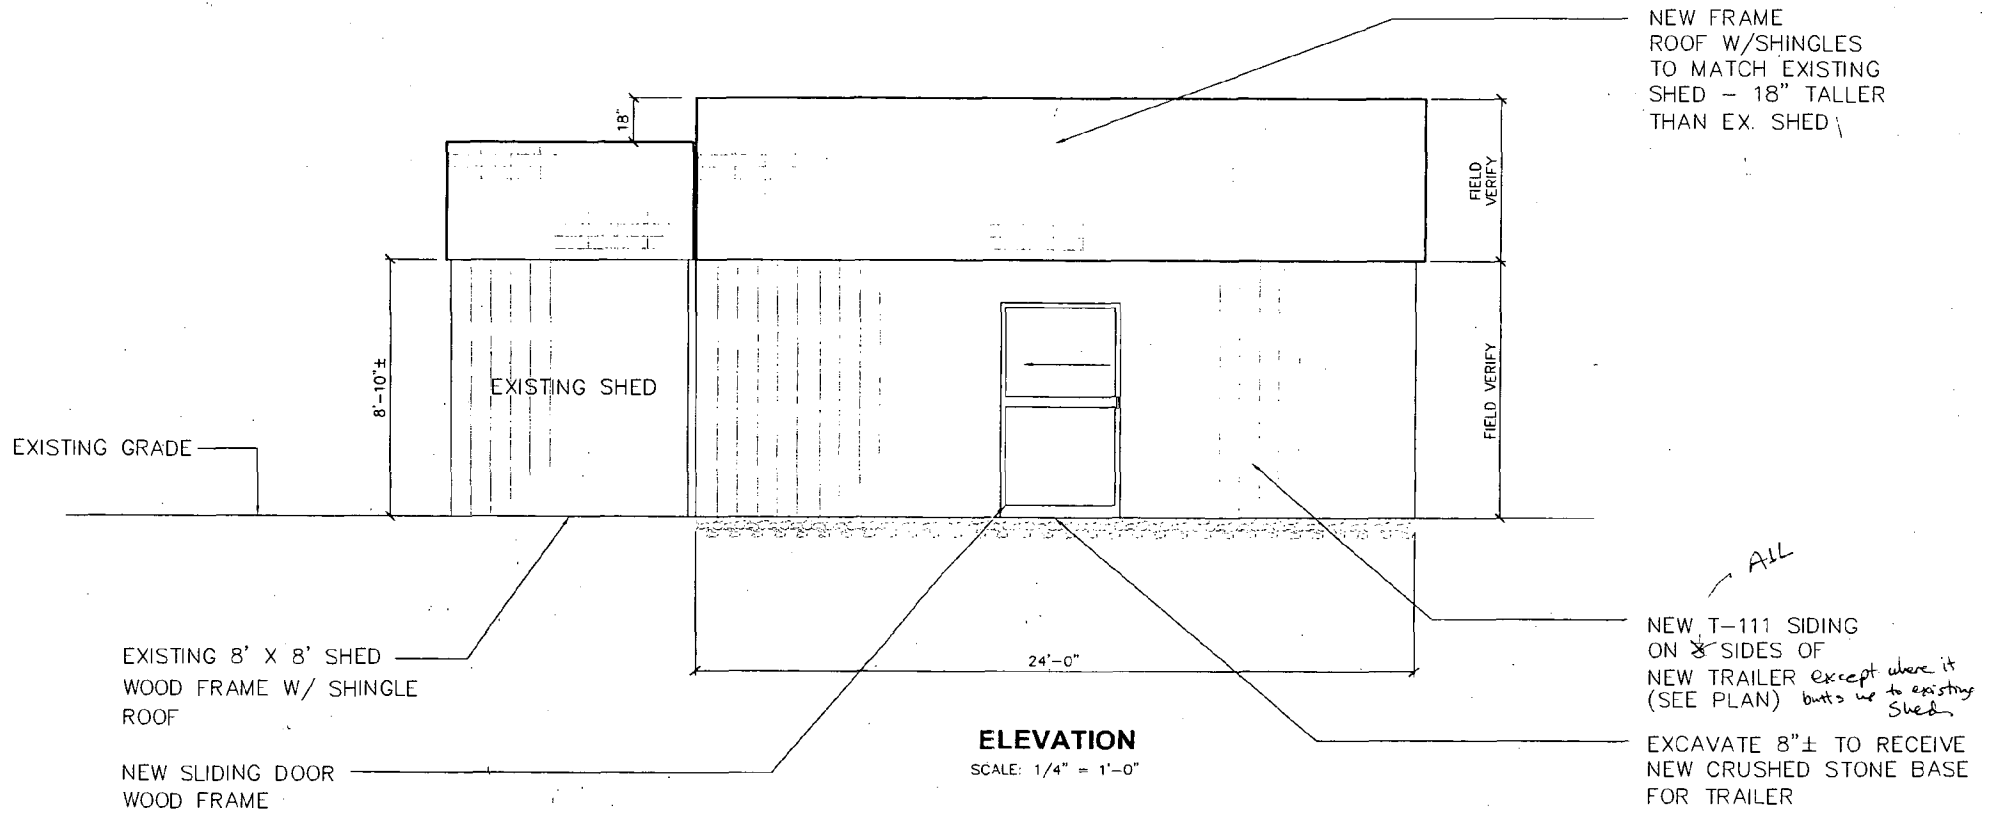 NEW FRAME
ROOF W/SHINGLES
TO MATCH EXISTING
SHED - 18" TALLER
THAN EX. SHED
18"
FIELD
VERIFY
8'-10"±
EXISTING SHED
FIELD VERIFY
EXISTING GRADE
ALL
NEW T-111 SIDING
ON SIDES OF
NEW TRAILER except where it
(SEE PLAN) butts up to existing
Shed
EXISTING 8' X 8' SHED
WOOD FRAME W/ SHINGLE
ROOF
24'-0"
ELEVATION
SCALE: 1/4" = 1'-0"
NEW SLIDING DOOR
WOOD FRAME
EXCAVATE 8"± TO RECEIVE
NEW CRUSHED STONE BASE
FOR TRAILER